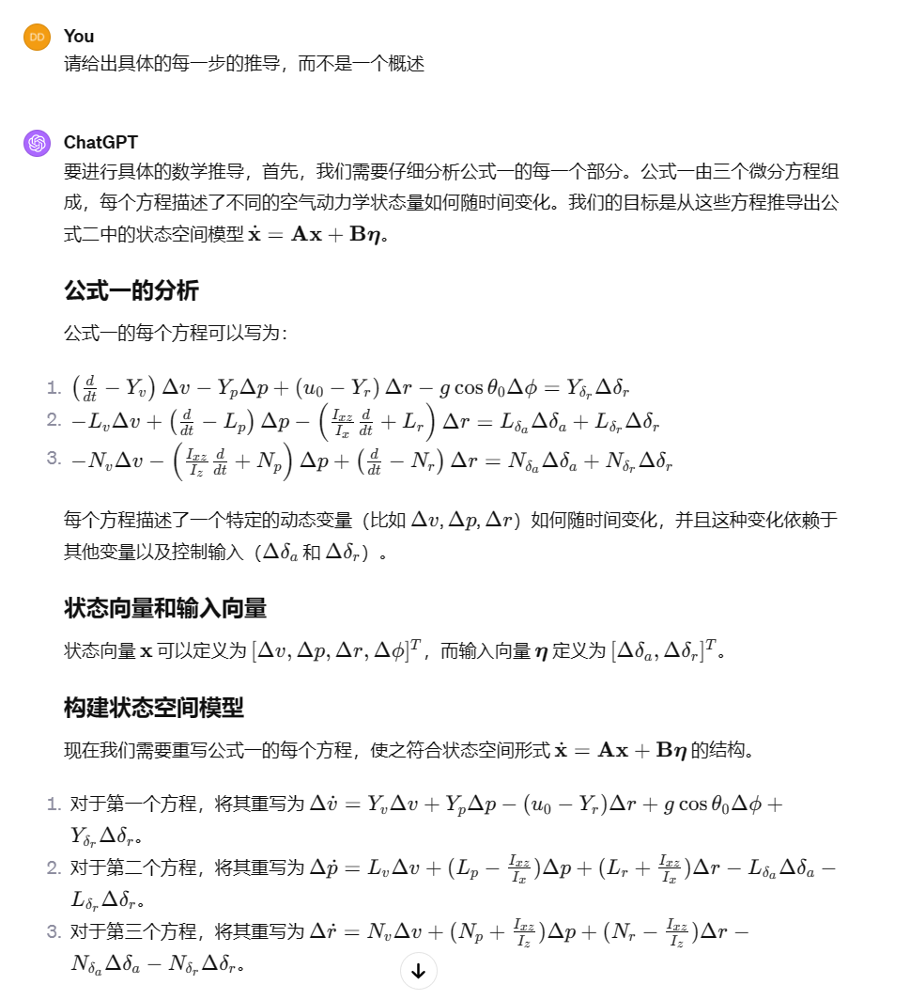 DD You
请给出具体的每一步的推导，而不是一个概述
ChatGPT
要进行具体的数学推导，首先，我们需要仔细分析公式一的每一个部分。公式一由三个微分方程组
成，每个方程描述了不同的空气动力学状态量如何随时间变化。我们的目标是从这些方程推导出公
式二中的状态空间模型 $\dot{\mathbf{x}} = \mathbf{A}\mathbf{x} + \mathbf{B}\boldsymbol{\eta}$。
公式一的分析
公式一的每个方程可以写为：
1. $\left(\frac{d}{dt} - Y_v\right)\Delta v - Y_p\Delta p + (u_0 - Y_r)\Delta r - g\cos\theta_0\Delta\phi = Y_{\delta_r}\Delta\delta_r$
2. $-L_v\Delta v + \left(\frac{d}{dt} - L_p\right)\Delta p - \left(\frac{I_{xz}}{I_x}\frac{d}{dt} + L_r\right)\Delta r = L_{\delta_a}\Delta\delta_a + L_{\delta_r}\Delta\delta_r$
3. $-N_v\Delta v - \left(\frac{I_{xz}}{I_z}\frac{d}{dt} + N_p\right)\Delta p + \left(\frac{d}{dt} - N_r\right)\Delta r = N_{\delta_a}\Delta\delta_a + N_{\delta_r}\Delta\delta_r$
每个方程描述了一个特定的动态变量（比如 $\Delta v, \Delta p, \Delta r$）如何随时间变化，并且这种变化依赖于
其他变量以及控制输入（$\Delta\delta_a$ 和 $\Delta\delta_r$）。
状态向量和输入向量
状态向量 $\mathbf{x}$ 可以定义为 $[\Delta v, \Delta p, \Delta r, \Delta\phi]^T$，而输入向量 $\boldsymbol{\eta}$ 定义为 $[\Delta\delta_a, \Delta\delta_r]^T$。
构建状态空间模型
现在我们需要重写公式一的每个方程，使之符合状态空间形式 $\dot{\mathbf{x}} = \mathbf{A}\mathbf{x} + \mathbf{B}\boldsymbol{\eta}$ 的结构。
1. 对于第一个方程，将其重写为 $\Delta\dot{v} = Y_v\Delta v + Y_p\Delta p - (u_0 - Y_r)\Delta r + g\cos\theta_0\Delta\phi +$
$Y_{\delta_r}\Delta\delta_r$。
2. 对于第二个方程，将其重写为 $\Delta\dot{p} = L_v\Delta v + (L_p - \frac{I_{xz}}{I_x})\Delta p + (L_r + \frac{I_{xz}}{I_x})\Delta r - L_{\delta_a}\Delta\delta_a -$
$L_{\delta_r}\Delta\delta_r$。
3. 对于第三个方程，将其重写为 $\Delta\dot{r} = N_v\Delta v + (N_p + \frac{I_{xz}}{I_z})\Delta p + (N_r - \frac{I_{xz}}{I_z})\Delta r -$
$N_{\delta_a}\Delta\delta_a - N_{\delta_r}\Delta\delta_r$。